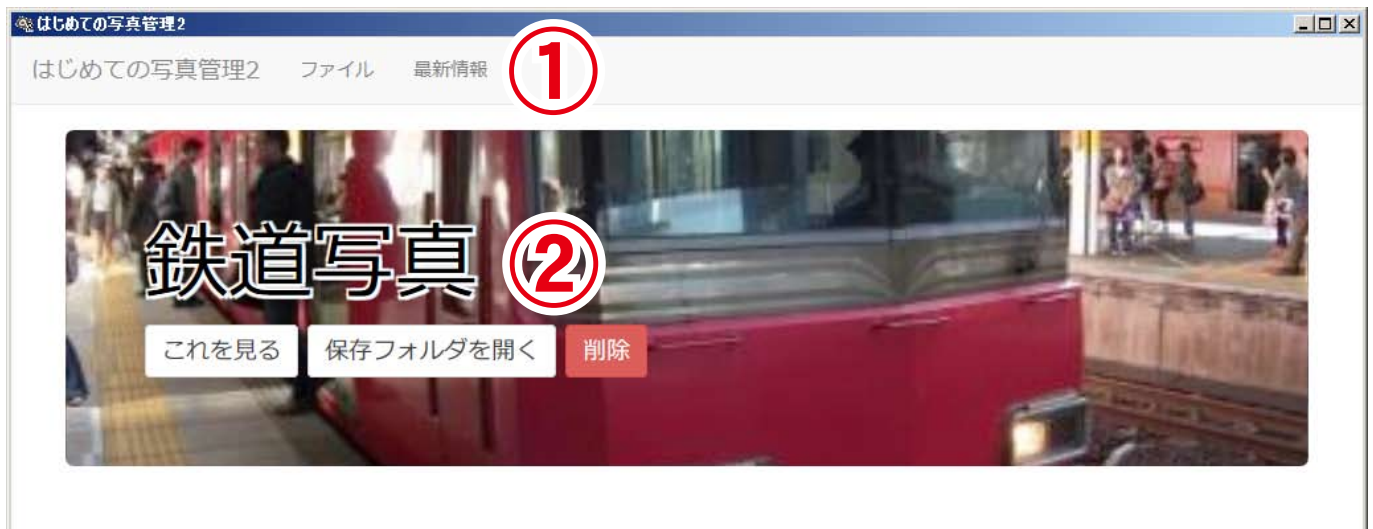 はじめての写真管理2
はじめての写真管理2 ファイル 最新情報 ①
鉄道写真 ②
これを見る 保存フォルダを開く 削除